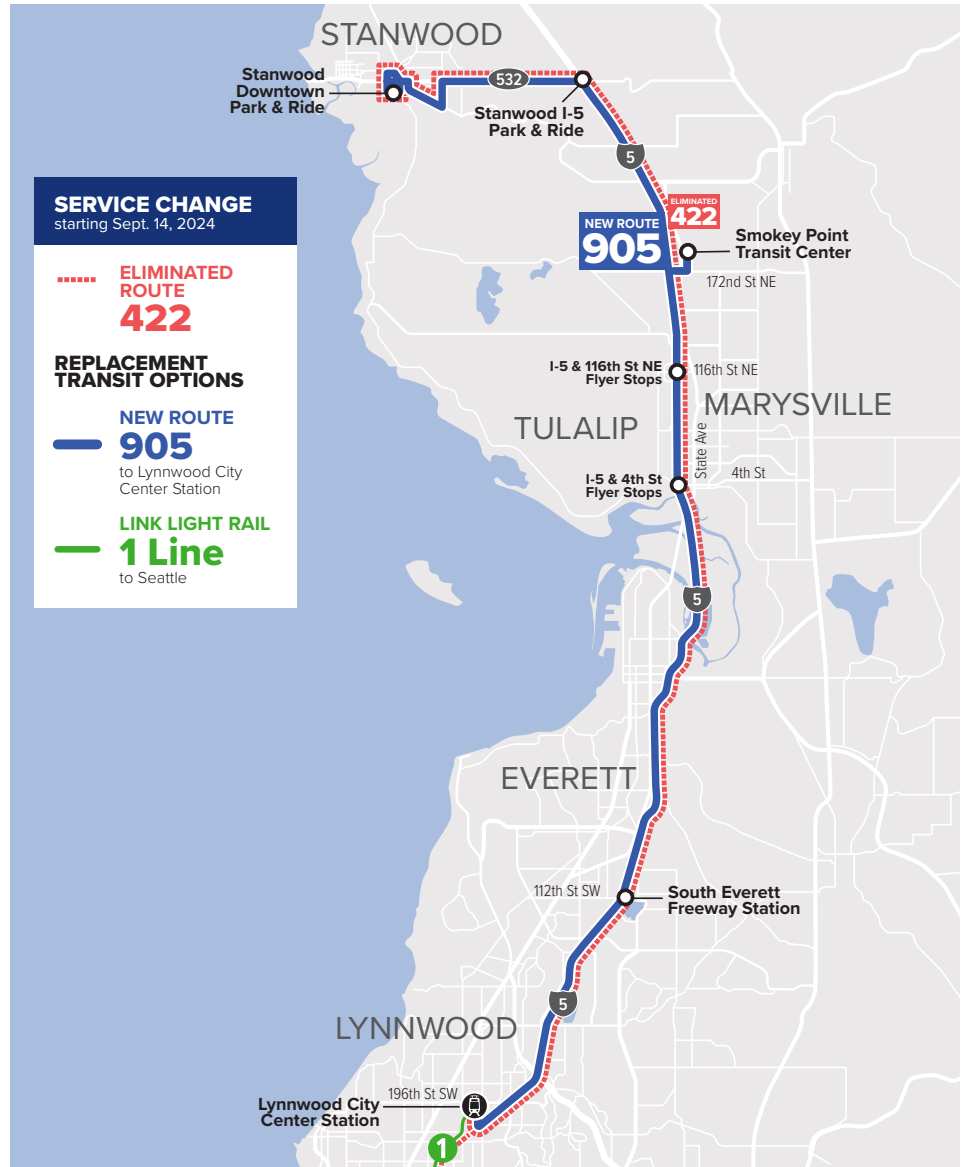 STANWOOD
Stanwood
Downtown
Park & Ride
532
Stanwood I-5
Park & Ride
5
SERVICE CHANGE
starting Sept. 14, 2024
ELIMINATED
ROUTE
422
REPLACEMENT
TRANSIT OPTIONS
NEW ROUTE
905
to Lynnwood City
Center Station
LINK LIGHT RAIL
1 Line
to Seattle
ELIMINATED
422
NEW ROUTE
905
Smokey Point
Transit Center
172nd St NE
I-5 & 116th St NE
Flyer Stops
116th St NE
MARYSVILLE
TULALIP
State Ave
4th St
I-5 & 4th St
Flyer Stops
5
EVERETT
112th St SW
South Everett
Freeway Station
5
LYNNWOOD
196th St SW
Lynnwood City
Center Station
1